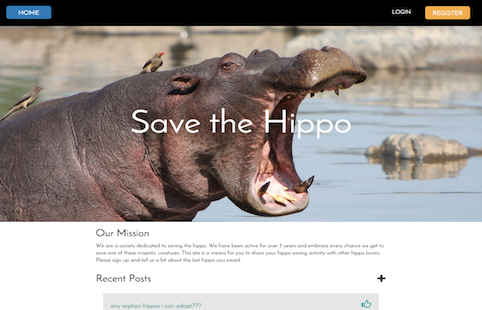 HOME
LOGIN
REGISTER
Save the Hippo
Our Mission
We are a society dedicated to saving the hippo. We have been active for over 3 years and embrace every chance we get to
save one of these majestic creatures. This site is a means for you to share your hippo saving activity with other hippo lovers.
Please sign up and tell us a bit about the last hippo you saved.
Recent Posts
any orphan hippos i can adopt???